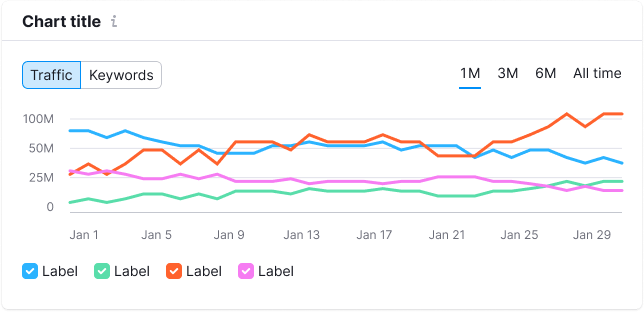 Chart title i
Traffic Keywords 1M 3M 6M All time
100M
50M
25M
0
Jan 1 Jan 5 Jan 9 Jan 13 Jan 17 Jan 21 Jan 25 Jan 29
Label Label Label Label